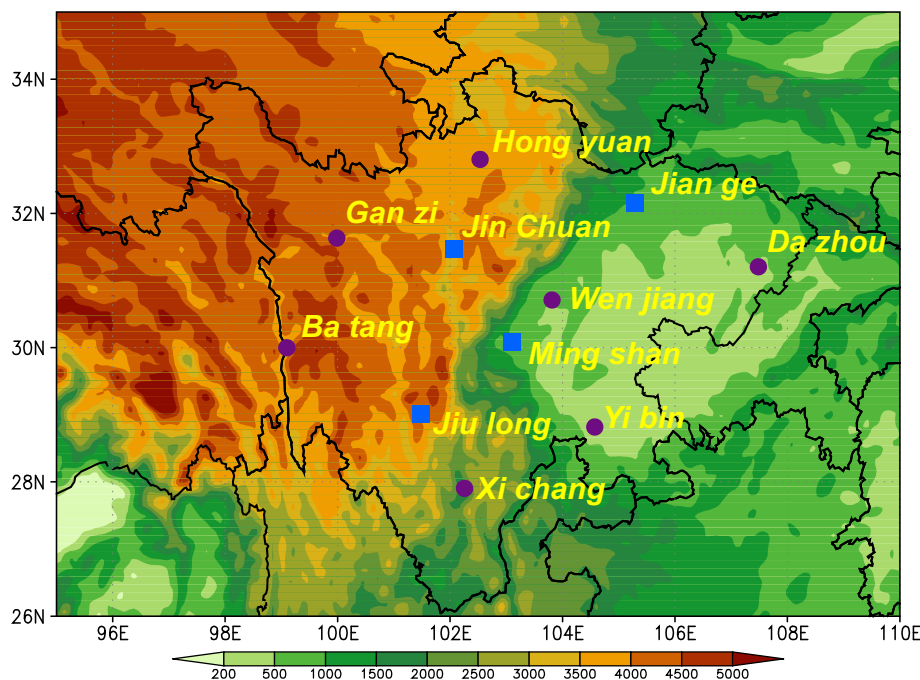 34N
Hong yuan
Jian ge
32N
Gan zi
Jin Chuan
Da zhou
Wen jiang
Ba tang
30N
Ming shan
Jiu long
Yi bin
28N
Xi chang
26N
96E 98E 100E 102E 104E 106E 108E 110E
200 500 1000 1500 2000 2500 3000 3500 4000 4500 5000